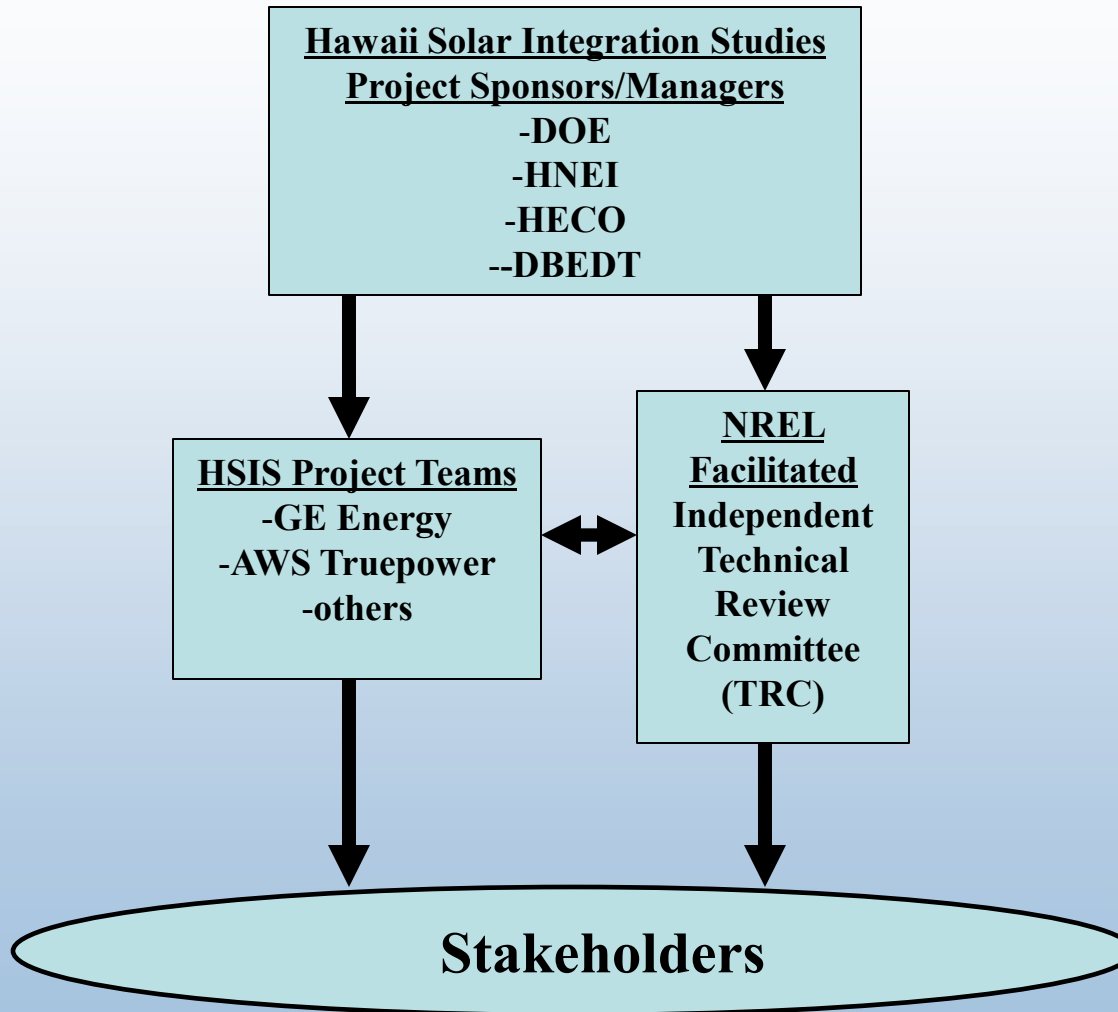 Hawaii Solar Integration Studies
Project Sponsors/Managers
-DOE
-HNEI
-HECO
--DBEDT
HSIS Project Teams
-GE Energy
-AWS Truepower
-others
NREL
Facilitated
Independent
Technical
Review
Committee
(TRC)
Stakeholders